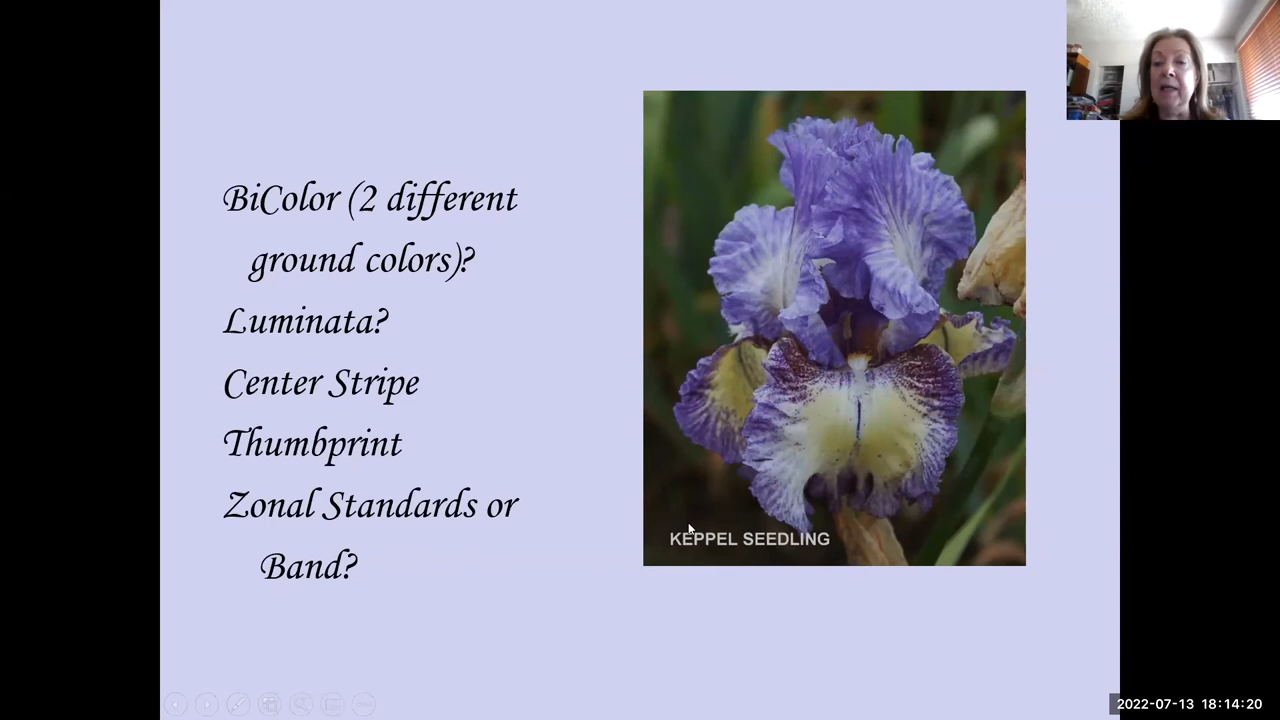 BiColor (2 different
ground colors)?
Luminata?
Center Stripe
Thumbprint
Zonal Standards or
Band?
KEPPEL SEEDLING
2022-07-13 18:14:20